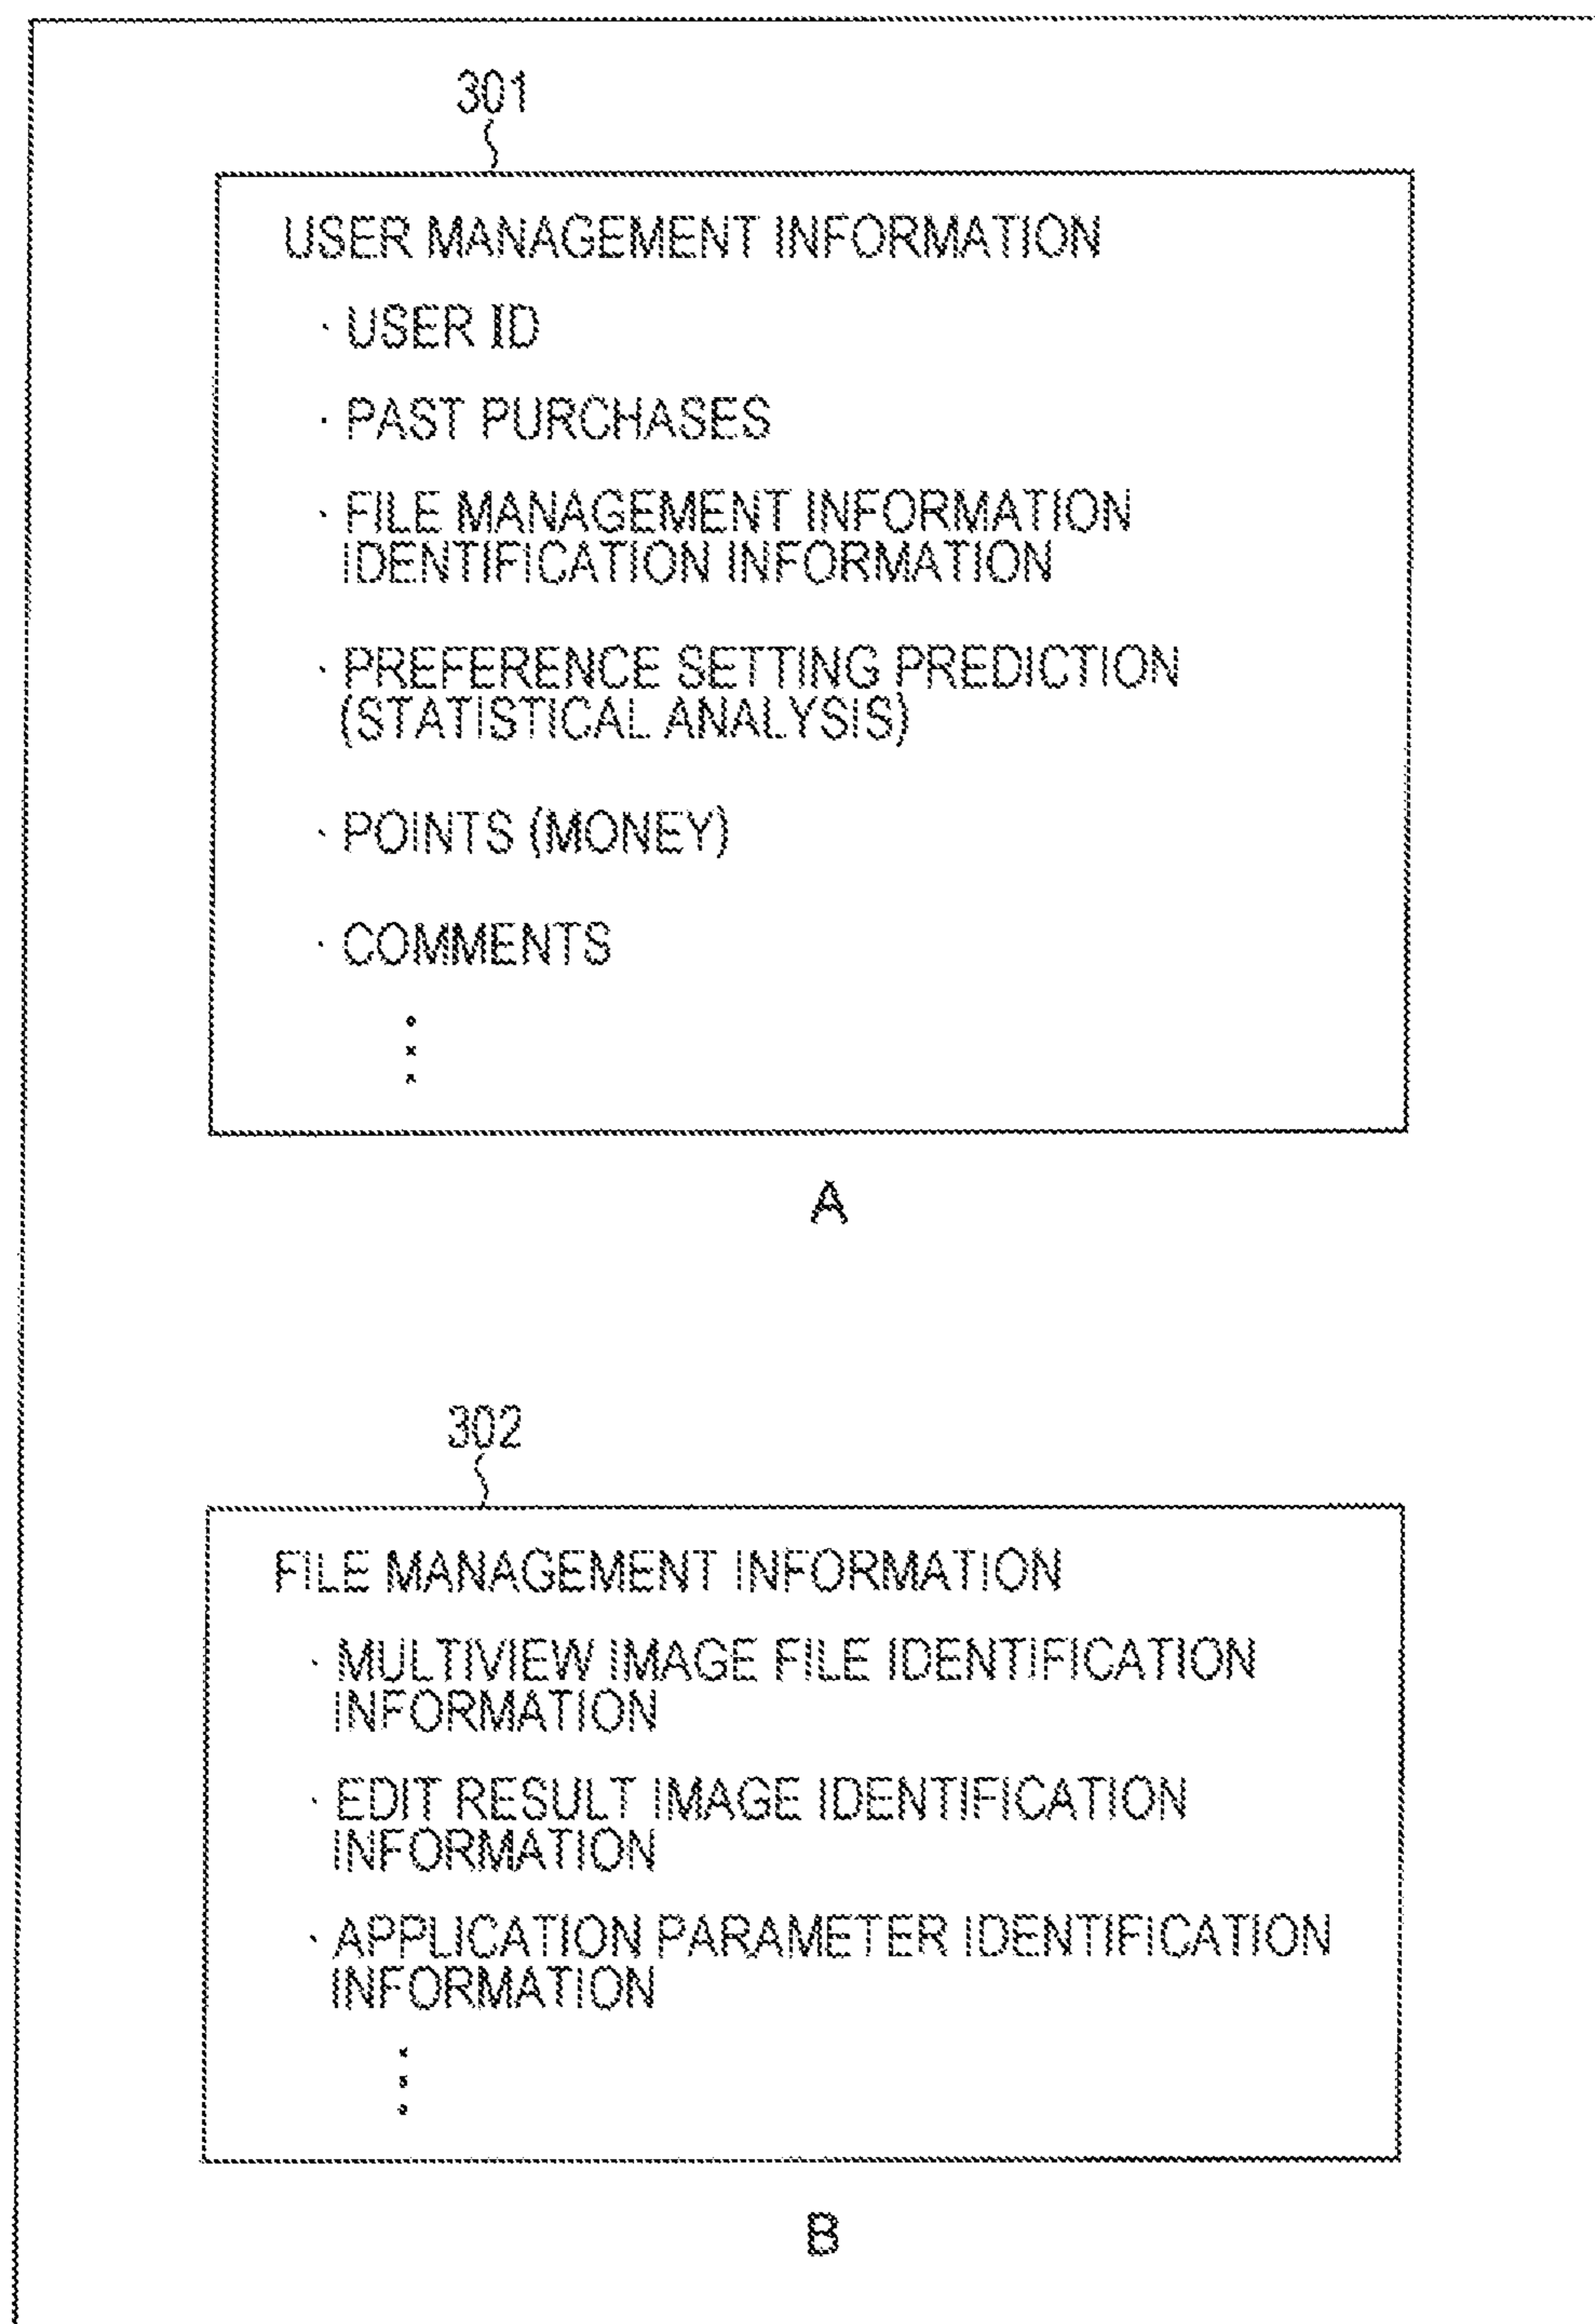 301
USER MANAGEMENT INFORMATION
· USER ID
· PAST PURCHASES
· FILE MANAGEMENT INFORMATION
IDENTIFICATION INFORMATION
· PREFERENCE SETTING PREDICTION
(STATISTICAL ANALYSIS)
· POINTS (MONEY)
· COMMENTS
A
302
FILE MANAGEMENT INFORMATION
· MULTIVIEW IMAGE FILE IDENTIFICATION
INFORMATION
· EDIT RESULT IMAGE IDENTIFICATION
INFORMATION
· APPLICATION PARAMETER IDENTIFICATION
INFORMATION
B